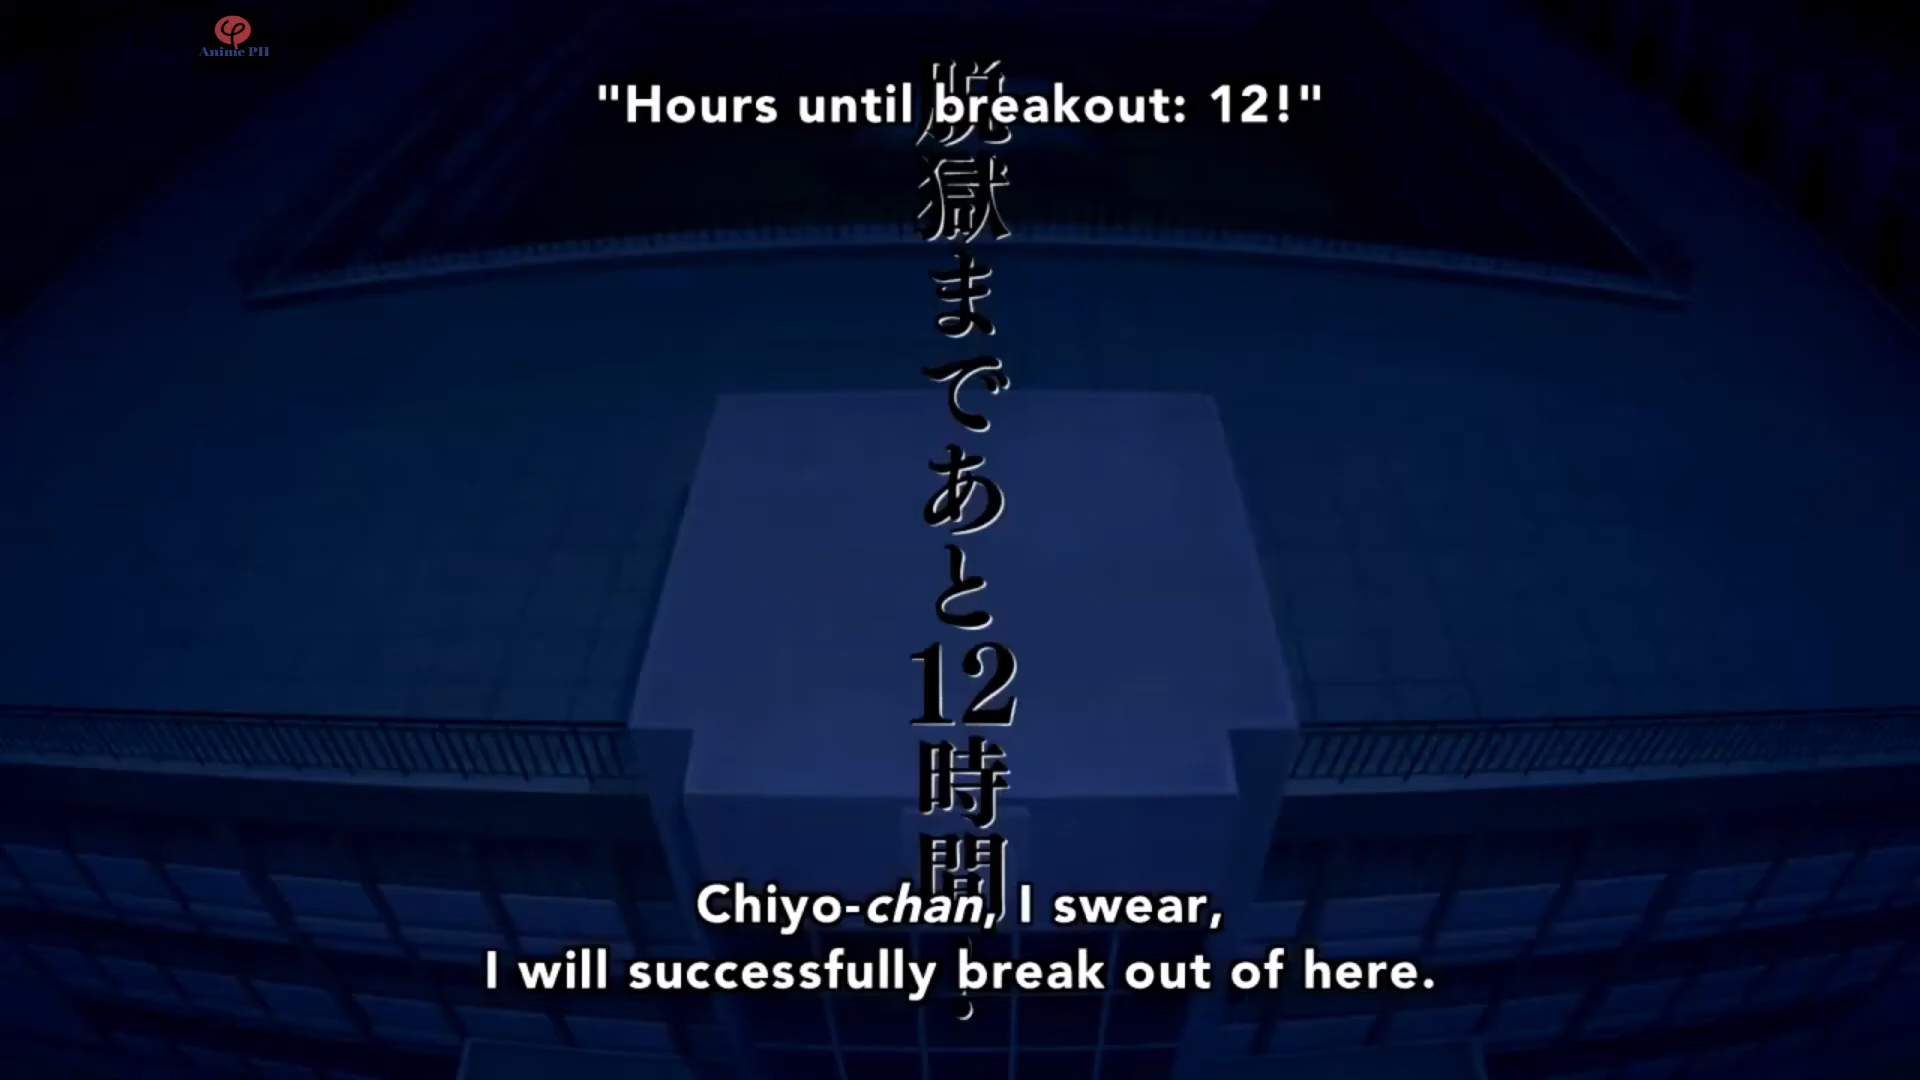 Anime PH
"Hours until breakout: 12!"
脱獄まであと12時間!
Chiyo-chan, I swear,
I will successfully break out of here.